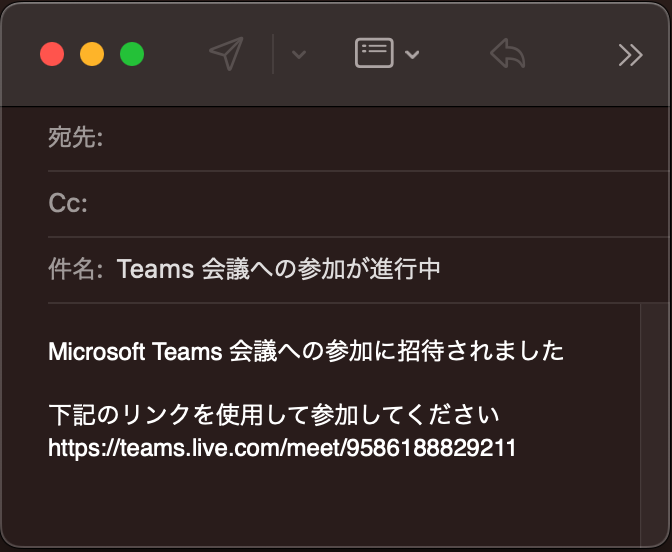 宛先:
Cc:
件名: Teams 会議への参加が進行中
Microsoft Teams 会議への参加に招待されました
下記のリンクを使用して参加してください
https://teams.live.com/meet/9586188829211